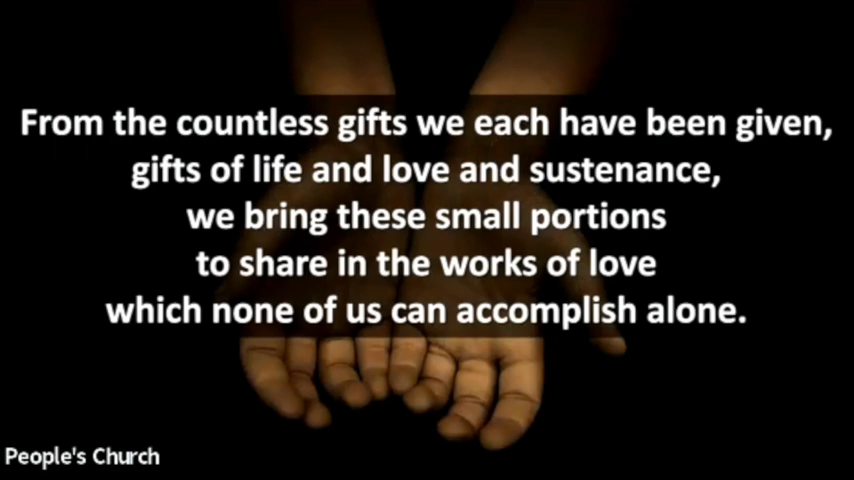 From the countless gifts we each have been given,
gifts of life and love and sustenance,
we bring these small portions
to share in the works of love
which none of us can accomplish alone.
People's Church